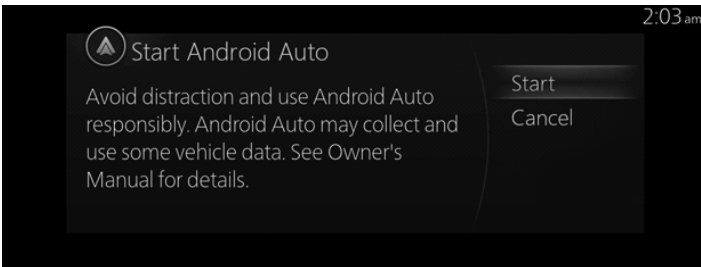 2:03 am
Start Android Auto
Avoid distraction and use Android Auto
responsibly. Android Auto may collect and
use some vehicle data. See Owner's
Manual for details.
Start
Cancel